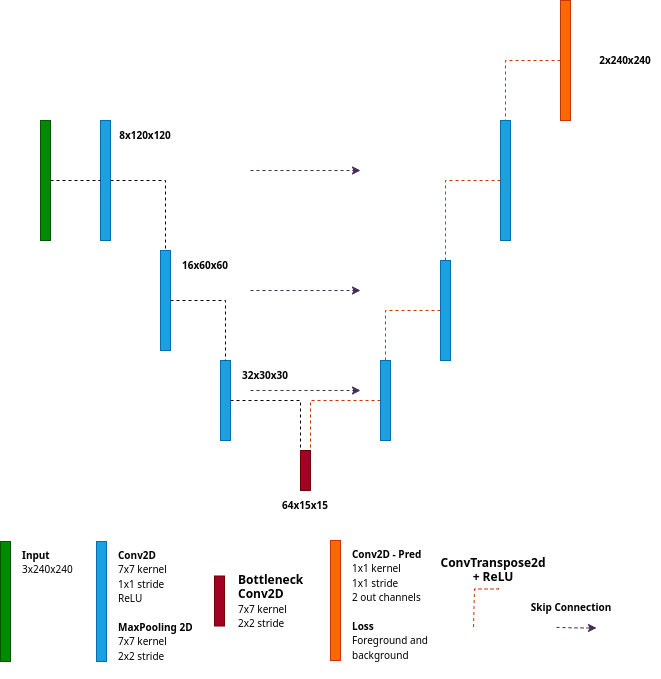 2x240x240
8x120x120
16x60x60
32x30x30
64x15x15
Input
3x240x240
Conv2D
7x7 kernel
1x1 stride
ReLU
MaxPooling 2D
7x7 kernel
2x2 stride
Bottleneck
Conv2D
7x7 kernel
2x2 stride
Conv2D - Pred
1x1 kernel
1x1 stride
2 out channels
Loss
Foreground and
background
ConvTranspose2d
+ ReLU
Skip Connection